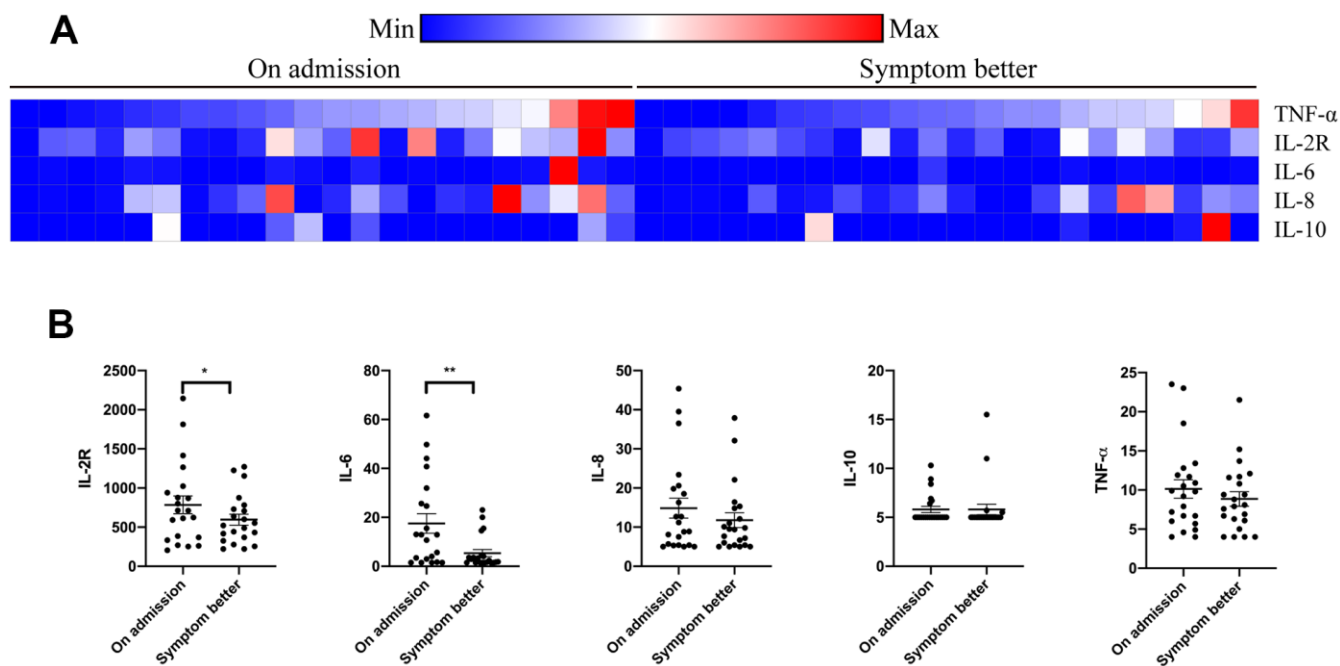 A
Min
Max
On admission
Symptom better
TNF-α
IL-2R
IL-6
IL-8
IL-10
B
IL-2R
2500
2000
1500
1000
500
0
*
On admission
Symptom better
IL-6
80
60
40
20
0
**
On admission
Symptom better
IL-8
50
40
30
20
10
0
On admission
Symptom better
IL-10
20
15
10
5
0
On admission
Symptom better
TNF-α
25
20
15
10
5
0
On admission
Symptom better